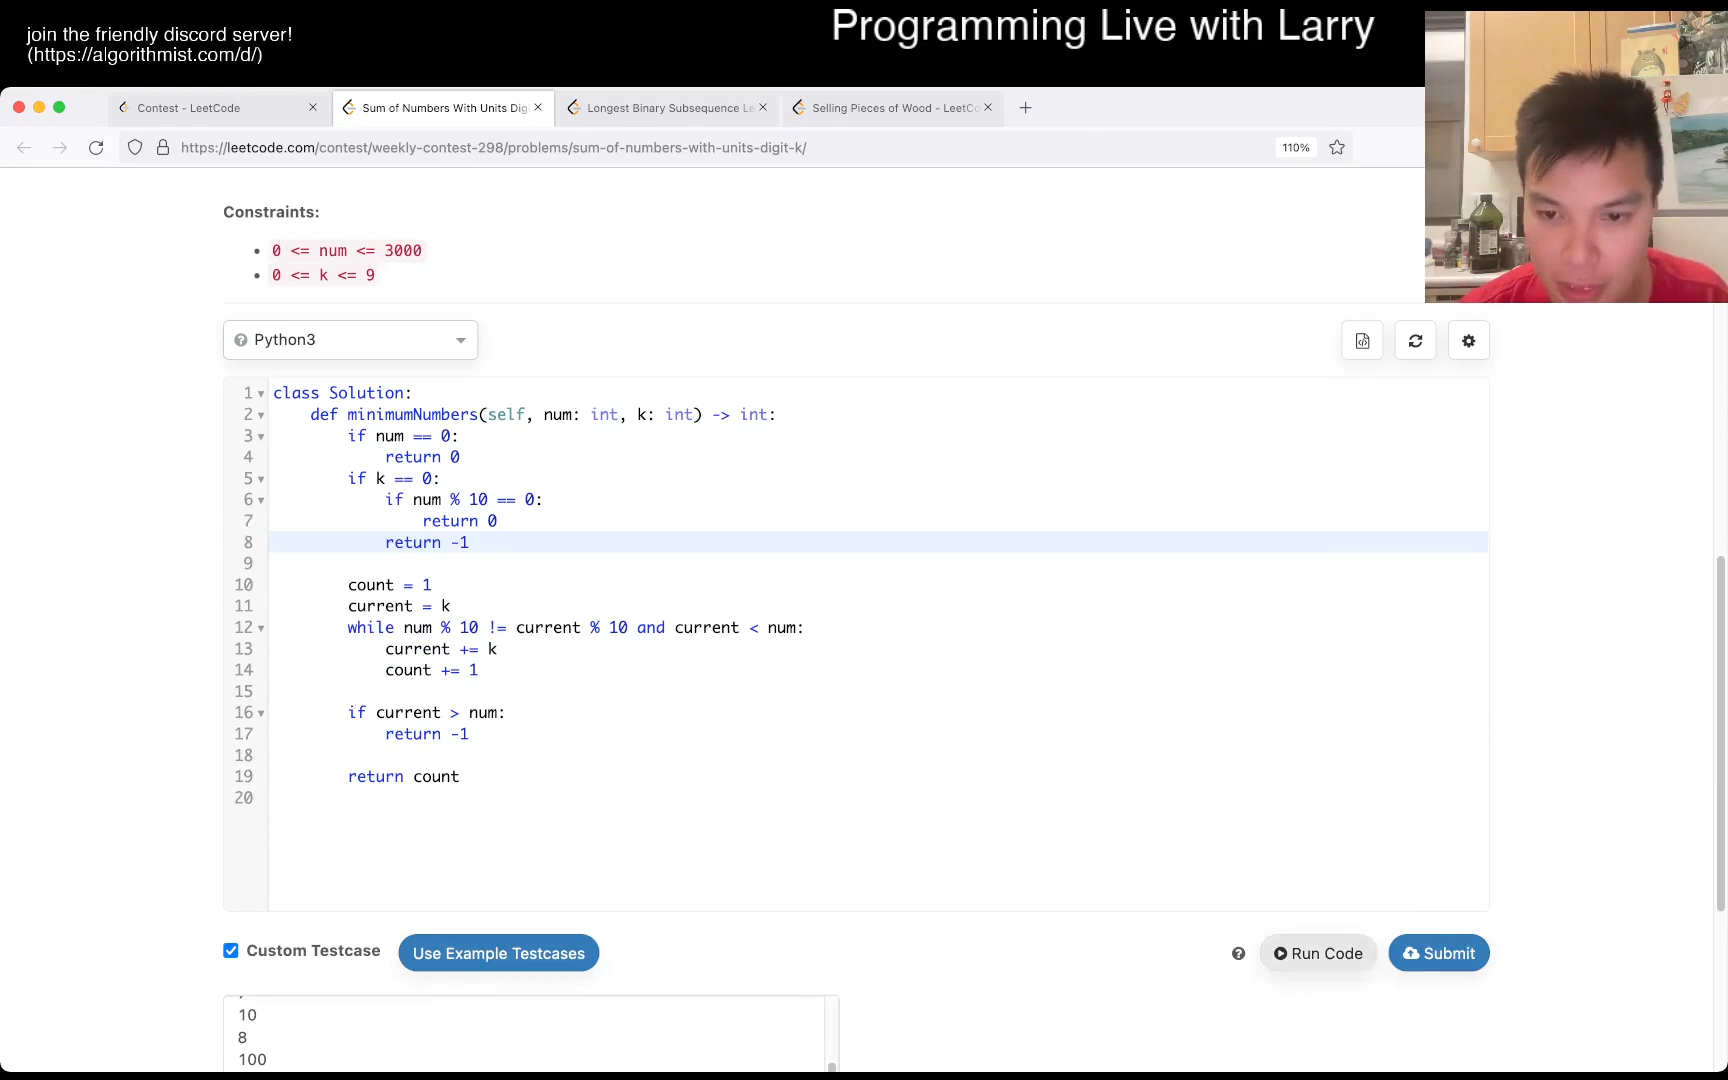 join the friendly discord server!
(https://algorithmist.com/d/)
Programming Live with Larry
Contest - LeetCode
Sum of Numbers With Units Dig
Longest Binary Subsequence Le
Selling Pieces of Wood - LeetCo
https://leetcode.com/contest/weekly-contest-298/problems/sum-of-numbers-with-units-digit-k/
110%
Constraints:
• 0 <= num <= 3000
• 0 <= k <= 9
Python3
1 class Solution:
2     def minimumNumbers(self, num: int, k: int) -> int:
3         if num == 0:
4             return 0
5         if k == 0:
6             if num % 10 == 0:
7                 return 0
8             return -1
9
10         count = 1
11         current = k
12         while num % 10 != current % 10 and current < num:
13             current += k
14             count += 1
15
16         if current > num:
17             return -1
18
19         return count
20
Custom Testcase
Use Example Testcases
Run Code
Submit
10
8
100